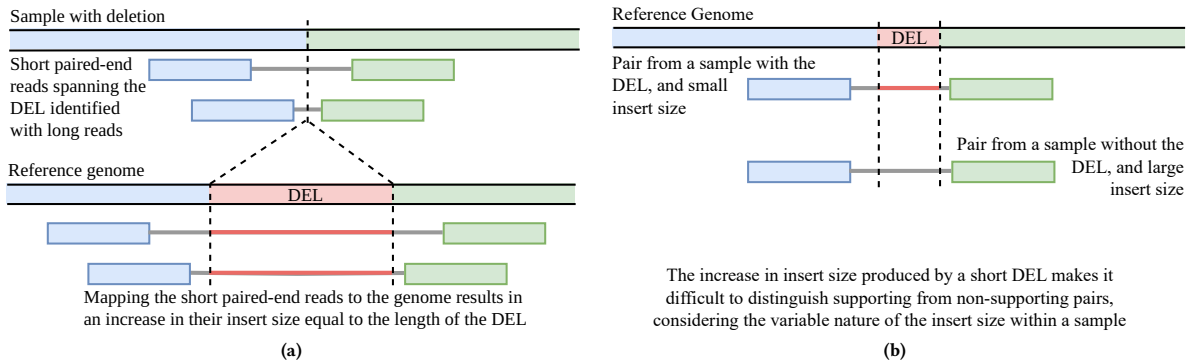 Sample with deletion
Short paired-end
reads spanning the
DEL identified
with long reads
Reference genome
DEL
Mapping the short paired-end reads to the genome results in
an increase in their insert size equal to the length of the DEL
(a)
Reference Genome
DEL
Pair from a sample with the
DEL, and small
insert size
Pair from a sample without the
DEL, and large
insert size
The increase in insert size produced by a short DEL makes it
difficult to distinguish supporting from non-supporting pairs,
considering the variable nature of the insert size within a sample
(b)